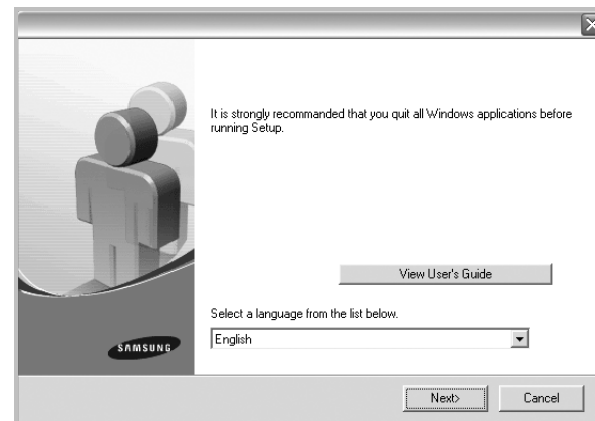 It is strongly recommanded that you quit all Windows applications before
running Setup.
View User's Guide
Select a language from the list below.
English
SAMSUNG
Next>
Cancel